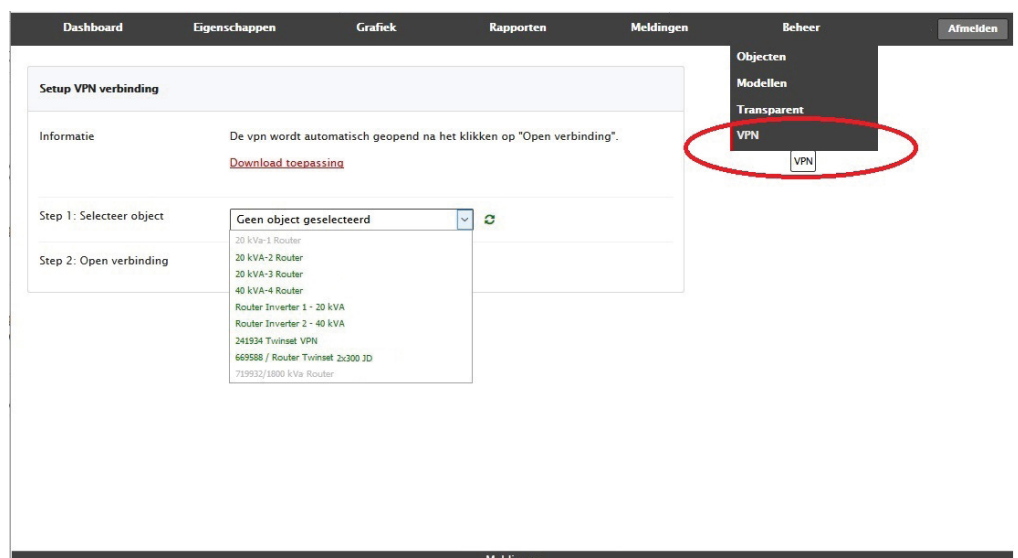 Dashboard Eigenschappen Grafiek Rapporten Meldingen Beheer Afmelden
Objecten
Modellen
Transparent
VPN
VPN
Setup VPN verbinding
Informatie De vpn wordt automatisch geopend na het klikken op "Open verbinding".
Download toepassing
Step 1: Selecteer object Geen object geselecteerd
20 kVa-1 Router
20 kVA-2 Router
20 kVA-3 Router
40 kVA-4 Router
Router Inverter 1 - 20 kVA
Router Inverter 2 - 40 kVA
241934 Twinset VPN
669588 / Router Twinset 2x300 JD
719932/1800 kVa Router
Step 2: Open verbinding